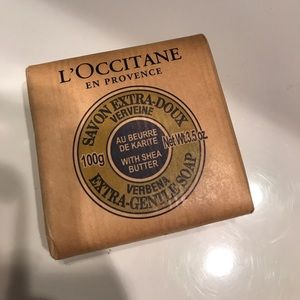 L'OCCITANE
EN PROVENCE
SAVON EXTRA-DOUX
VERVEINE
AU BEURRE
DE KARITÉ
100g
Net Wt.3.5 oz.
WITH SHEA
BUTTER
VERBENA
EXTRA-GENTLE SOAP